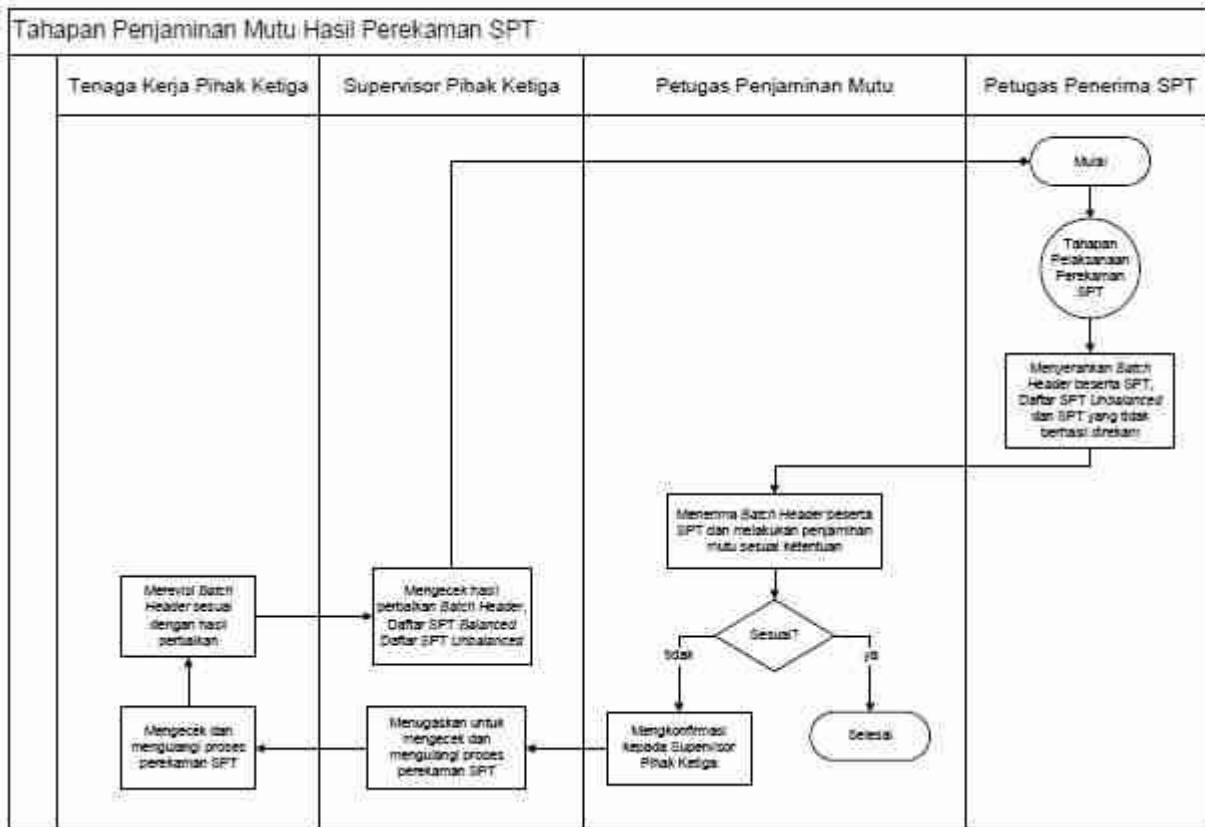 Tahapan Penjaminan Mutu Hasil Perekaman SPT
Tenaga Kerja Pihak Ketiga
Supervisor Pihak Ketiga
Petugas Penjaminan Mutu
Petugas Penerima SPT
Mulai
Tahapan
Pelaksanaan
Perekaman
SPT
Menyerahkan Batch
Header beserta SPT,
Daftar SPT Unbalanced
dan SPT yang tidak
berhasil direkam
Menerima Batch Header beserta
SPT dan melakukan penjaminan
mutu sesuai ketentuan
Sesuai?
tidak
ya
Selesai
Mengkonfirmasi
kepada Supervisor
Pihak Ketiga
Menugaskan untuk
mengecek dan
mengulangi proses
perekaman SPT
Mengecek dan
mengulangi proses
perekaman SPT
Merevisi Batch
Header sesuai
dengan hasil
perbaikan
Mengecek hasil
perbaikan Batch Header,
Daftar SPT Balanced
Daftar SPT Unbalanced